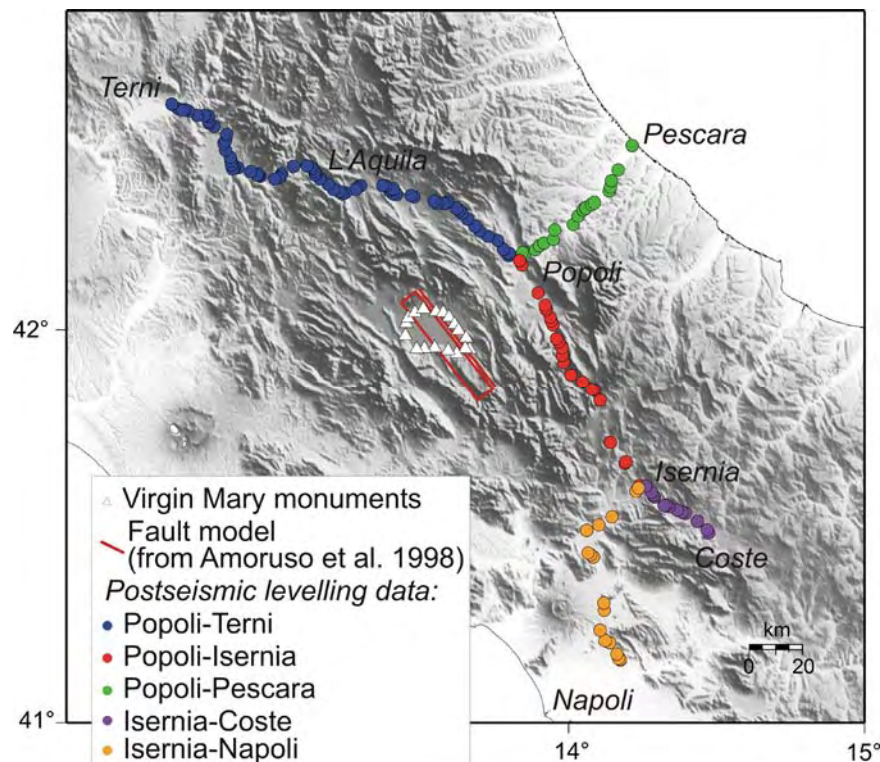 Terni
Pescara
L'Aquila
Popoli
42°
Isernia
Virgin Mary monuments
Fault model
(from Amoruso et al. 1998)
Coste
Postseismic levelling data:
Popoli-Terni
km
0 20
Popoli-Isernia
Popoli-Pescara
Napoli
41°
Isernia-Coste
14°
15°
Isernia-Napoli